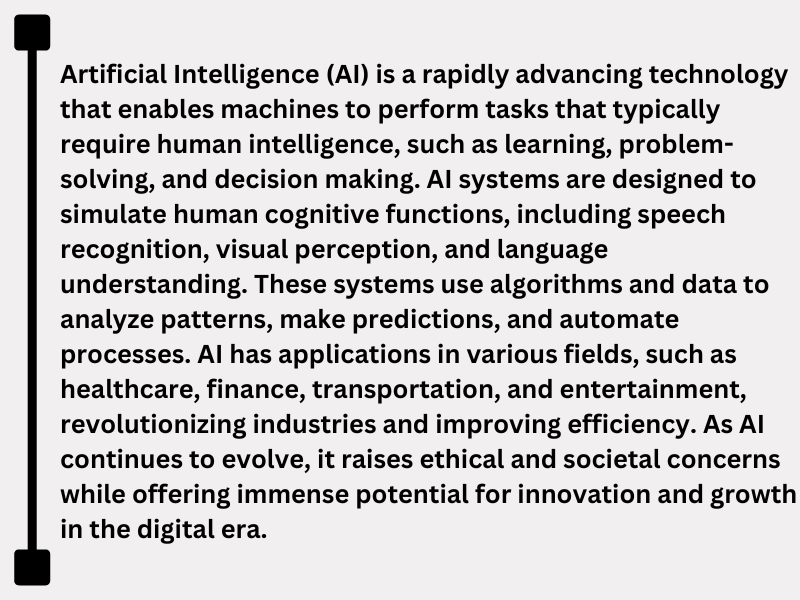 Artificial Intelligence (AI) is a rapidly advancing technology
that enables machines to perform tasks that typically
require human intelligence, such as learning, problem-
solving, and decision making. AI systems are designed to
simulate human cognitive functions, including speech
recognition, visual perception, and language
understanding. These systems use algorithms and data to
analyze patterns, make predictions, and automate
processes. AI has applications in various fields, such as
healthcare, finance, transportation, and entertainment,
revolutionizing industries and improving efficiency. As AI
continues to evolve, it raises ethical and societal concerns
while offering immense potential for innovation and growth
in the digital era.